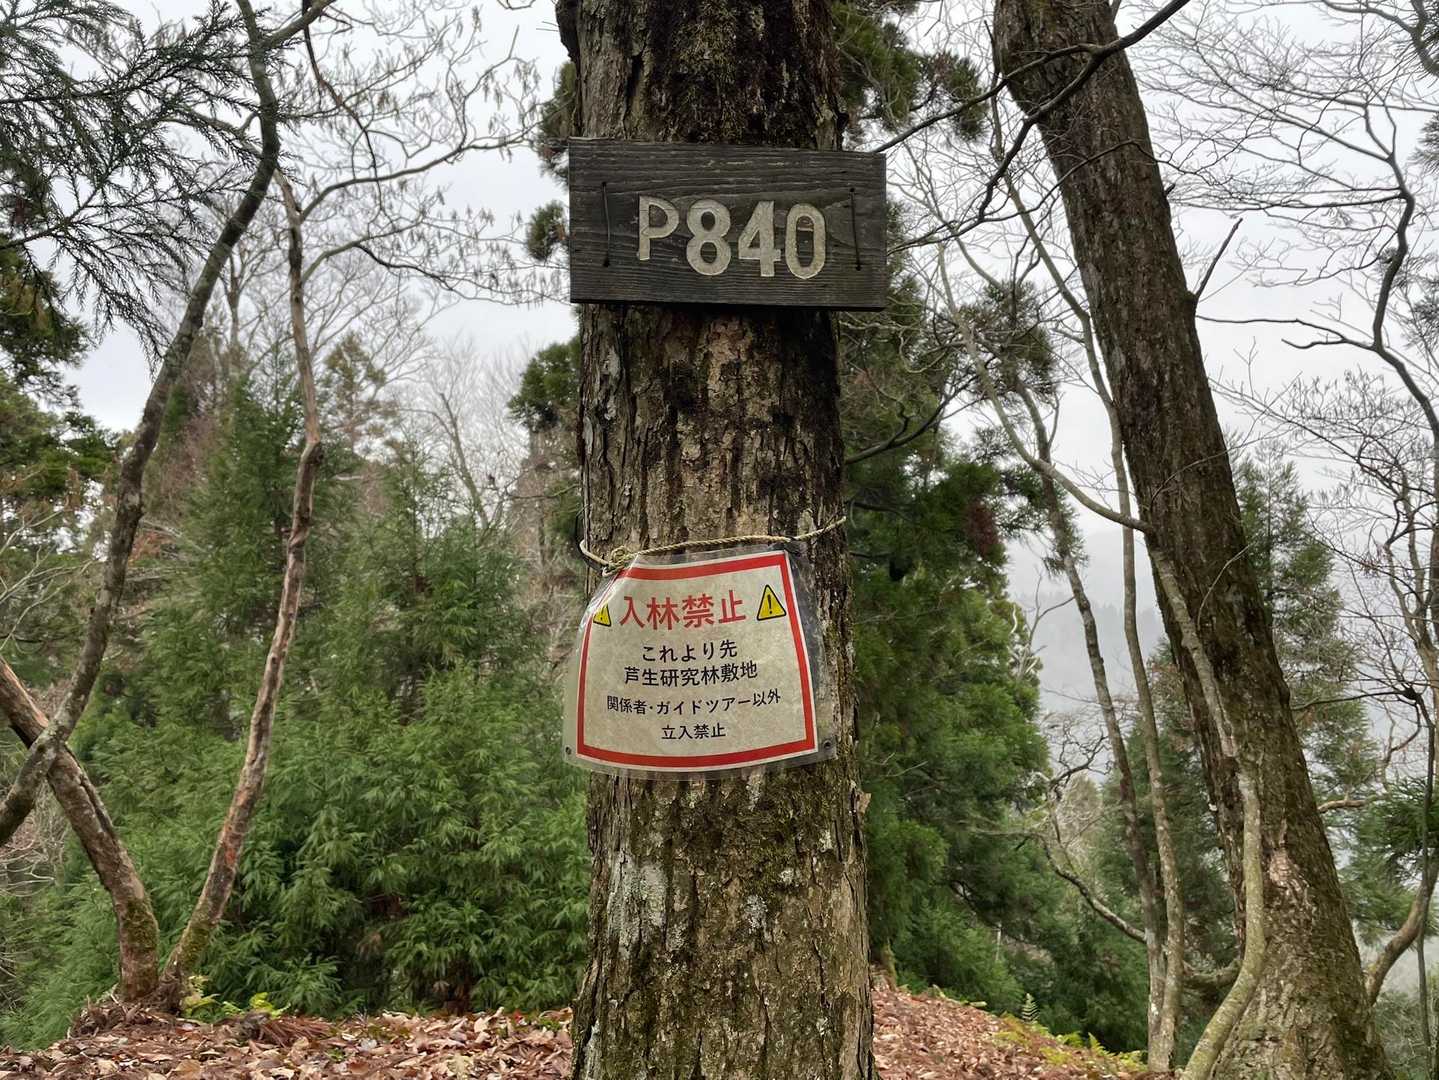 P840
入林禁止
これより先
芦生研究林敷地
関係者・ガイドツアー以外
立入禁止